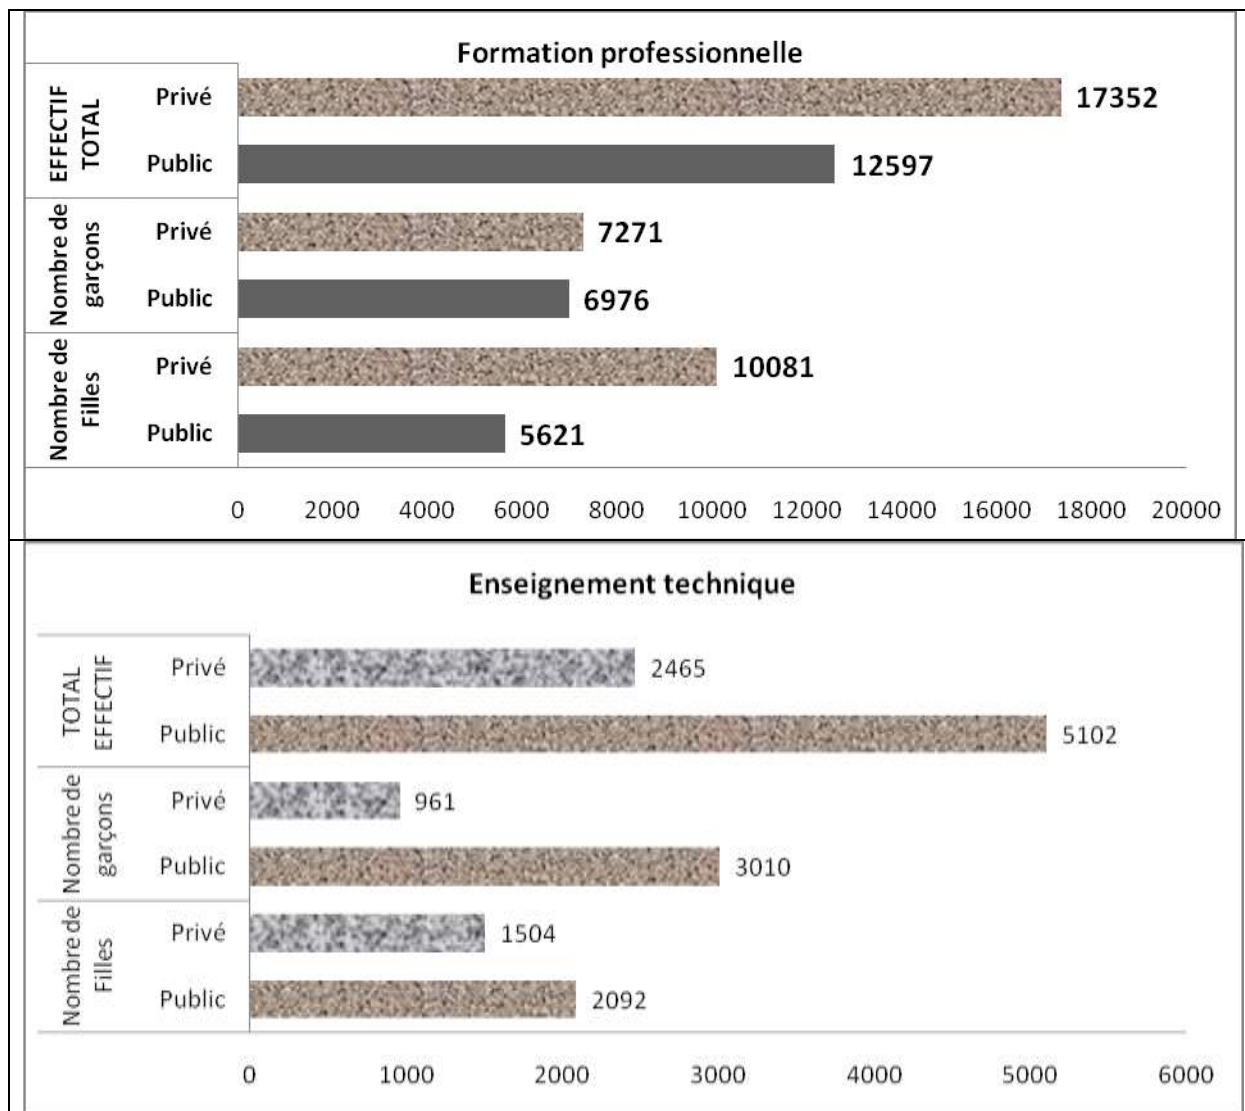 Formation professionnelle
EFFECTIF
TOTAL
Privé
17352
Public
12597
Nombre de
garçons
Privé
7271
Public
6976
Nombre de
Filles
Privé
10081
Public
5621
0 2000 4000 6000 8000 10000 12000 14000 16000 18000 20000
Enseignement technique
TOTAL
EFFECTIF
Privé
2465
Public
5102
Nombre de
garçons
Privé
961
Public
3010
Nombre de
Filles
Privé
1504
Public
2092
0 1000 2000 3000 4000 5000 6000